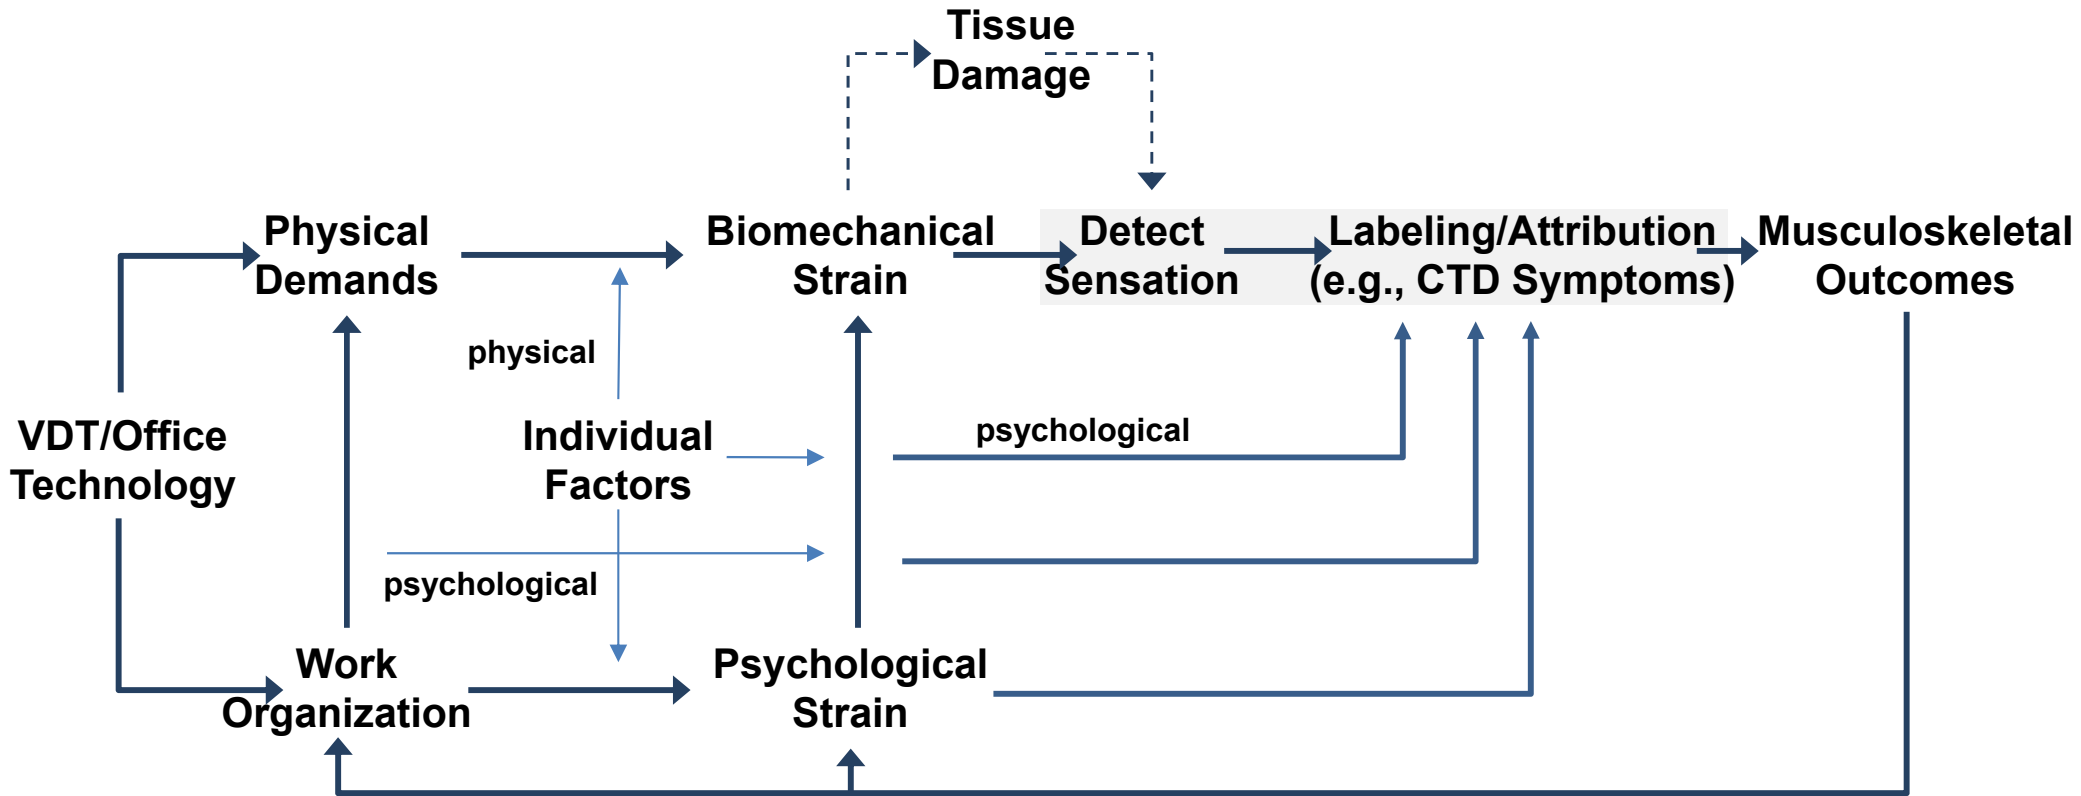 Tissue
Damage
Physical
Demands
Biomechanical
Strain
Detect
Sensation
Labeling/Attribution
(e.g., CTD Symptoms)
Musculoskeletal
Outcomes
physical
VDT/Office
Technology
Individual
Factors
psychological
psychological
Work
Organization
Psychological
Strain